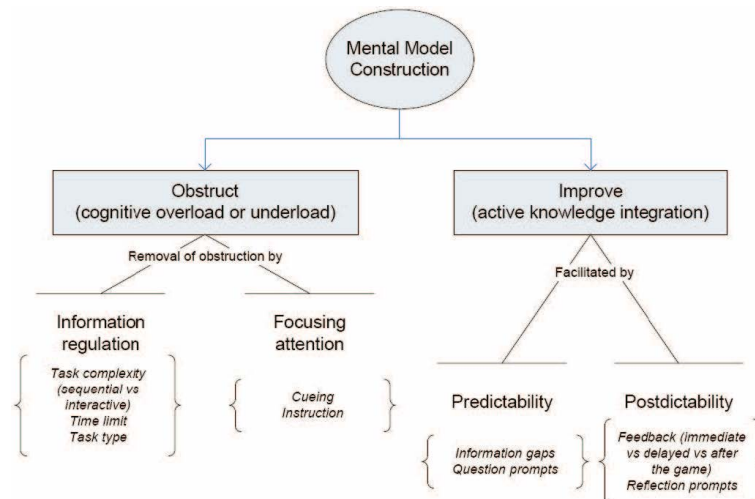 Mental Model
Construction
Obstruct
(cognitive overload or underload)
Improve
(active knowledge integration)
Removal of obstruction by
Facilitated by
Information
regulation
Focusing
attention
Task complexity
(sequential vs
interactive)
Time limit
Task type
Cueing
Instruction
Predictability
Postdictability
Information gaps
Question prompts
Feedback (immediate
vs delayed vs after
the game)
Reflection prompts